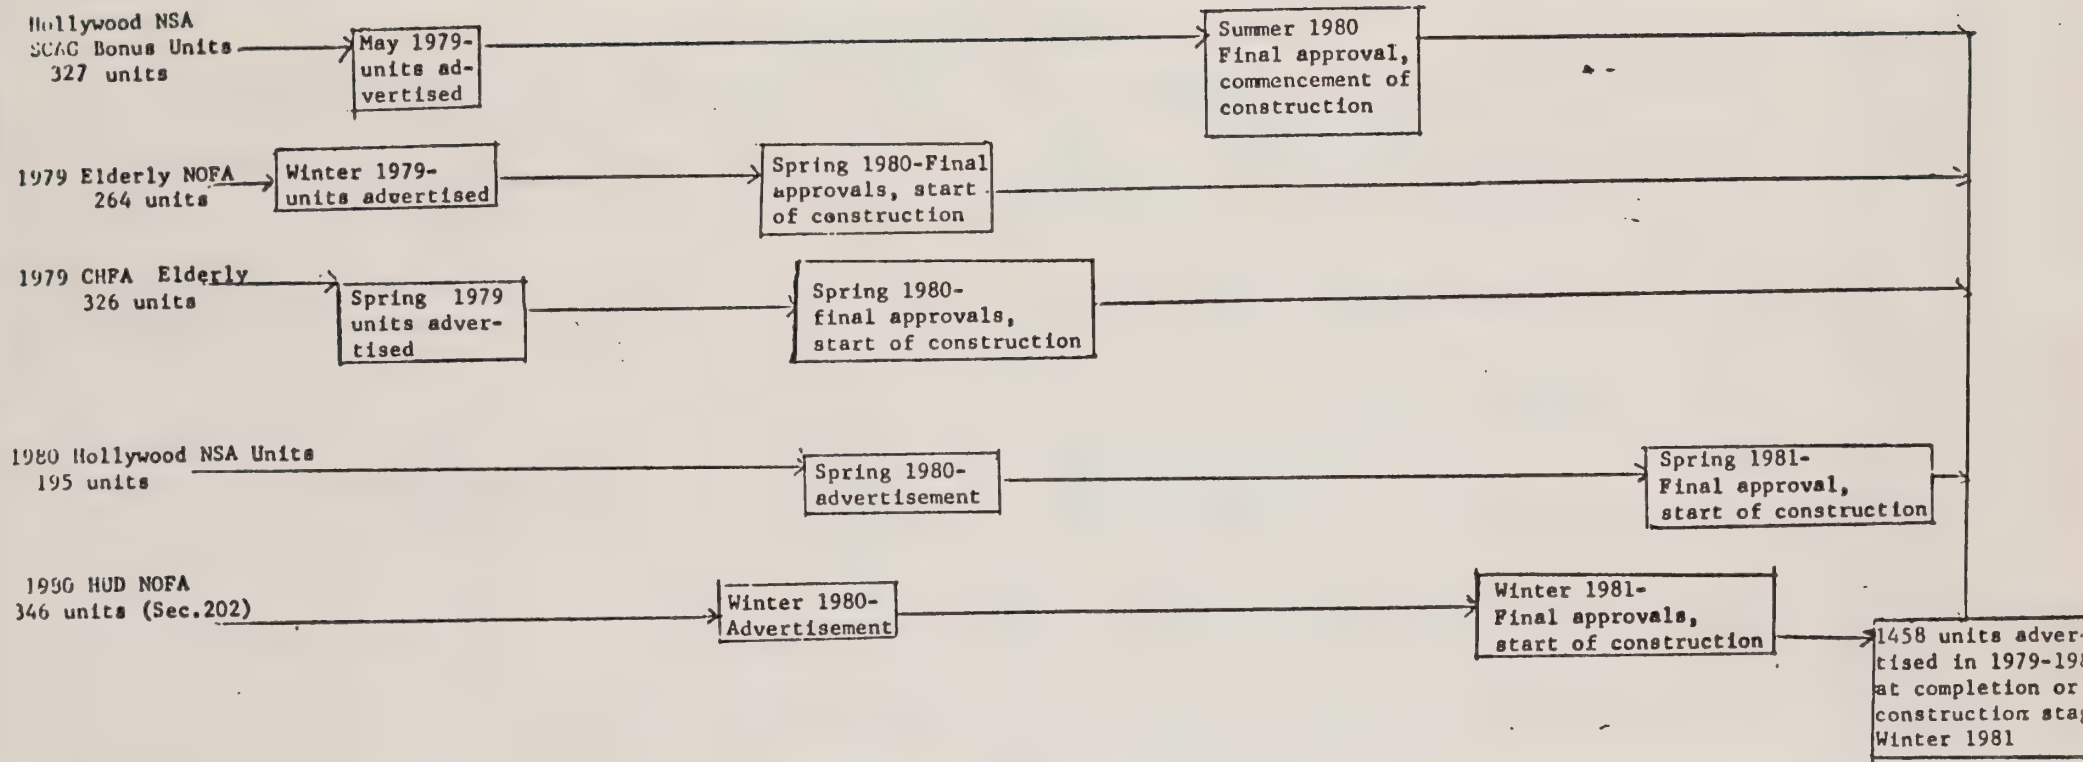 Hollywood NSA
SCAG Bonus Units
327 units
May 1979-
units ad-
vertised
Summer 1980
Final approval,
commencement of
construction
1979 Elderly NOFA
264 units
Winter 1979-
units advertised
Spring 1980-Final
approvals, start
of construction
1979 CHFA Elderly
326 units
Spring 1979
units adver-
tised
Spring 1980-
final approvals,
start of construction
1980 Hollywood NSA Units
195 units
Spring 1980-
advertisement
Spring 1981-
Final approval,
start of construction
1980 HUD NOFA
346 units (Sec.202)
Winter 1980-
Advertisement
Winter 1981-
Final approvals,
start of construction
1458 units adver-
tised in 1979-198
at completion or
construction stag
Winter 1981